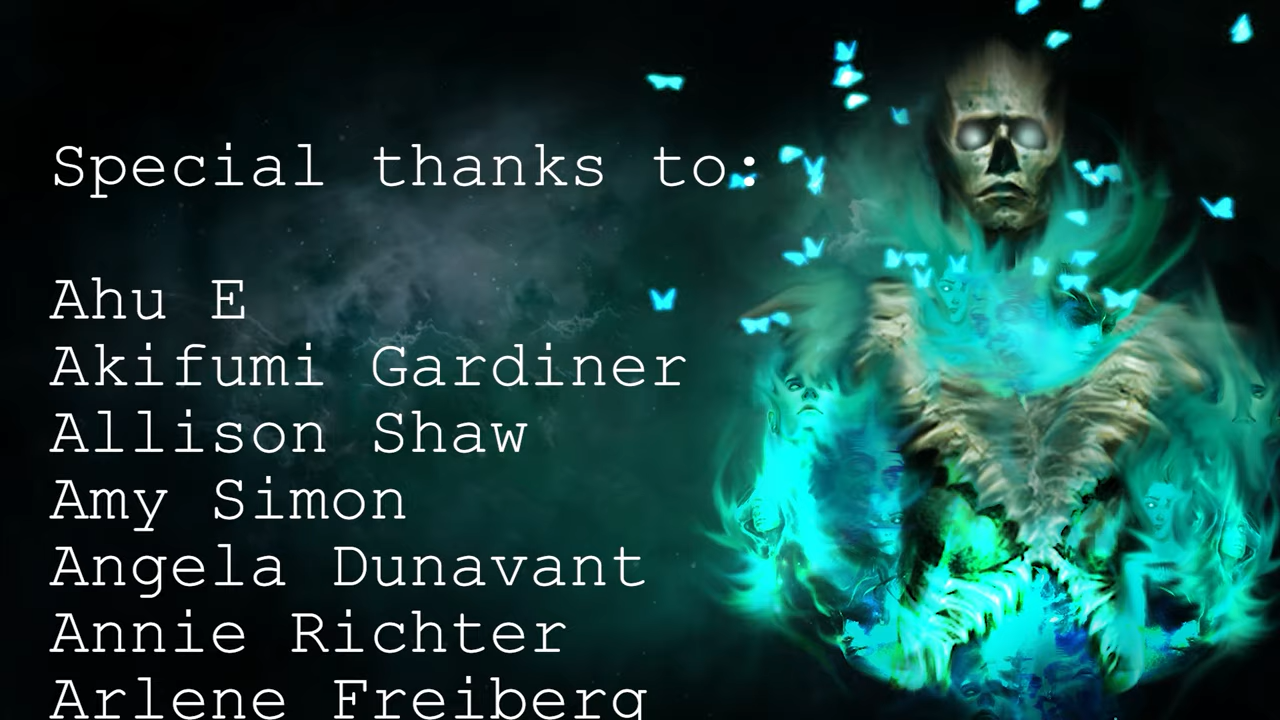 Special thanks to:
Ahu E
Akifumi Gardiner
Allison Shaw
Amy Simon
Angela Dunavant
Annie Richter
Arlene Freiberg